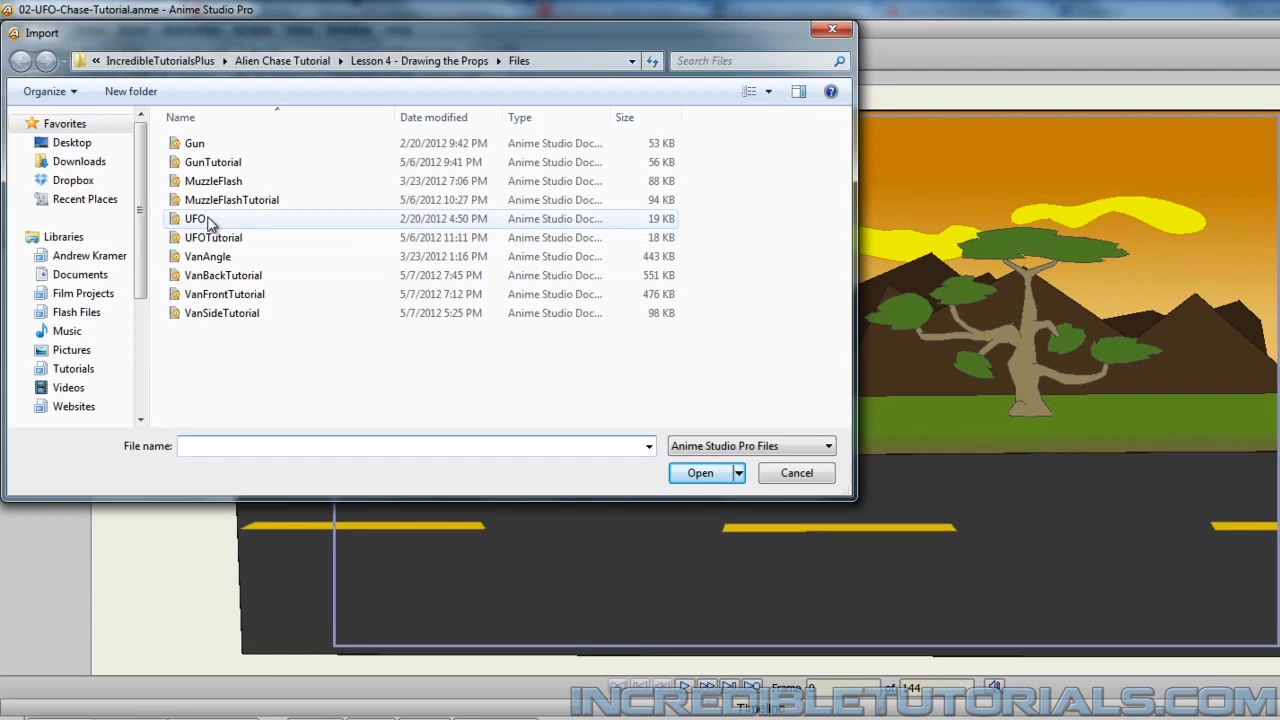 02-UFO-Chase-Tutorial.anme - Anime Studio Pro
Import
« IncredibleTutorialsPlus Alien Chase Tutorial Lesson 4 - Drawing the Props Files Search Files
Organize New folder
Favorites
Desktop
Downloads
Dropbox
Recent Places
Libraries
Andrew Kramer
Documents
Film Projects
Flash Files
Music
Pictures
Tutorials
Videos
Websites
Name Date modified Type Size
Gun 2/20/2012 9:42 PM Anime Studio Doc... 53 KB
GunTutorial 5/6/2012 9:41 PM Anime Studio Doc... 56 KB
MuzzleFlash 3/23/2012 7:06 PM Anime Studio Doc... 88 KB
MuzzleFlashTutorial 5/6/2012 10:27 PM Anime Studio Doc... 94 KB
UFO 2/20/2012 4:50 PM Anime Studio Doc... 19 KB
UFOTutorial 5/6/2012 11:11 PM Anime Studio Doc... 18 KB
VanAngle 3/23/2012 1:16 PM Anime Studio Doc... 443 KB
VanBackTutorial 5/7/2012 7:45 PM Anime Studio Doc... 551 KB
VanFrontTutorial 5/7/2012 7:12 PM Anime Studio Doc... 476 KB
VanSideTutorial 5/7/2012 5:25 PM Anime Studio Doc... 98 KB
File name: Anime Studio Pro Files
Open Cancel
Frame 0 of 144
Timeline
INCREDIBLETUTORIALS.COM